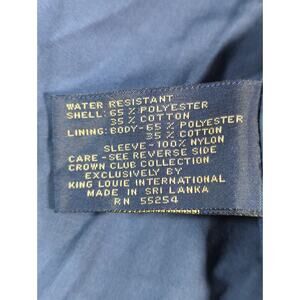 WATER RESISTANT
SHELL: 65% POLYESTER
35% COTTON
LINING: BODY-65% POLYESTER
35% COTTON
SLEEVE-100% NYLON
CARE-SEE REVERSE SIDE
CROWN CLUB COLLECTION
EXCLUSIVELY BY
KING LOUIE INTERNATIONAL
MADE IN SRI LANKA
RN 55254